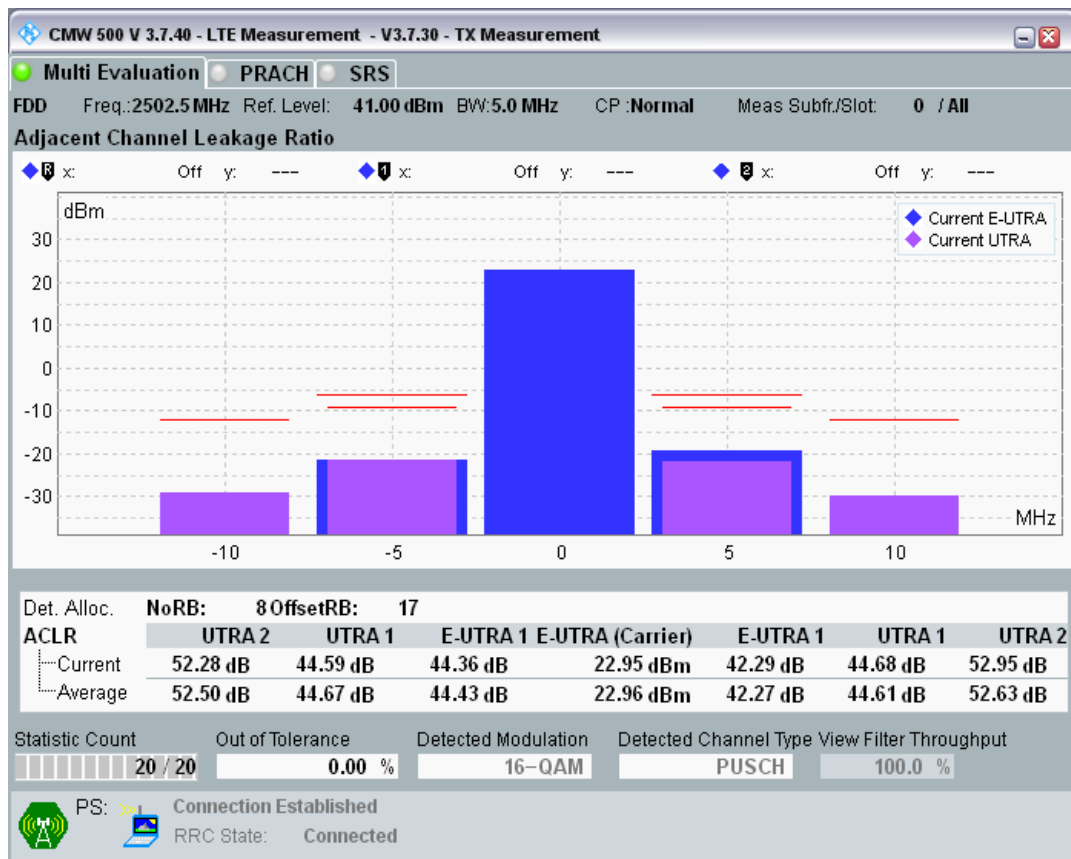 CMW 500 V 3.7.40 - LTE Measurement - V3.7.30 - TX Measurement
Multi Evaluation PRACH SRS
FDD Freq.:2502.5 MHz Ref. Level: 41.00 dBm BW:5.0 MHz CP :Normal Meas Subfr./Slot: 0 / All
Adjacent Channel Leakage Ratio
R x: Off y: --- 1 x: Off y: --- 2 x: Off y: ---
dBm
Current E-UTRA
Current UTRA
30
20
10
0
-10
-20
-30
MHz
-10 -5 0 5 10
Det. Alloc. NoRB: 8 OffsetRB: 17
ACLR UTRA 2 UTRA 1 E-UTRA 1 E-UTRA (Carrier) E-UTRA 1 UTRA 1 UTRA 2
Current 52.28 dB 44.59 dB 44.36 dB 22.95 dBm 42.29 dB 44.68 dB 52.95 dB
Average 52.50 dB 44.67 dB 44.43 dB 22.96 dBm 42.27 dB 44.61 dB 52.63 dB
Statistic Count Out of Tolerance Detected Modulation Detected Channel Type View Filter Throughput
20 / 20 0.00 % 16-QAM PUSCH 100.0 %
PS: Connection Established
RRC State: Connected